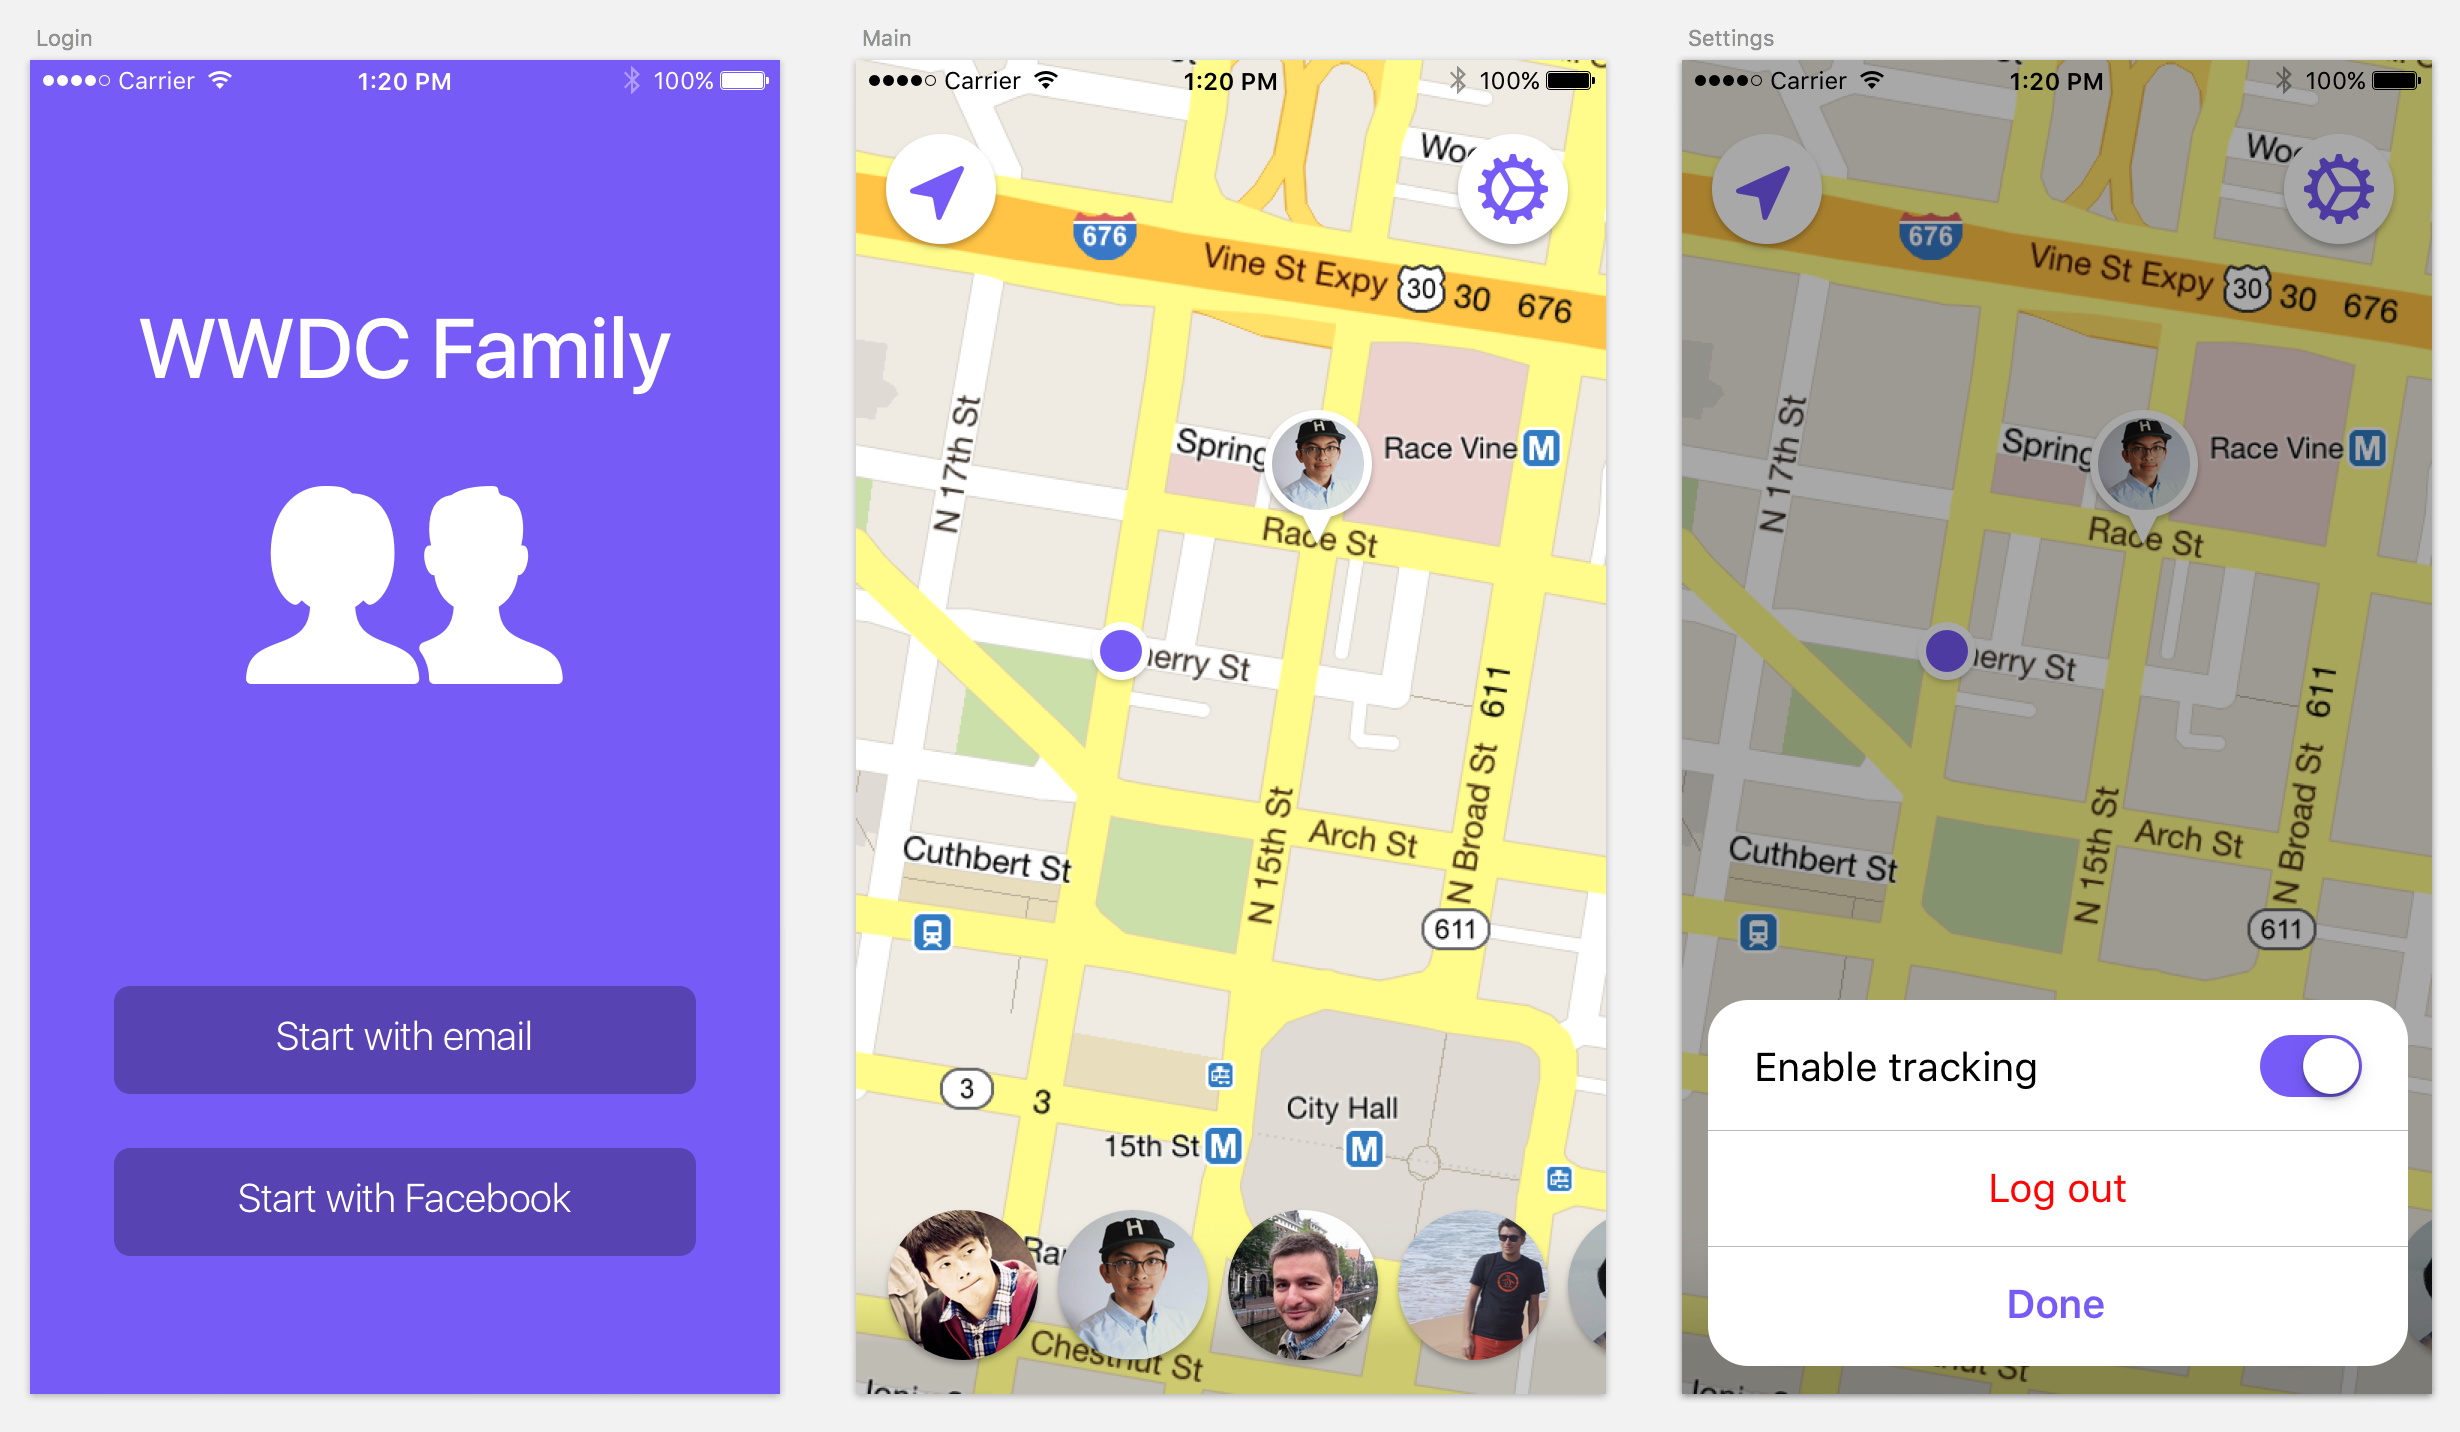 Login
Carrier 1:20 PM 100%
WWDC Family
Start with email
Start with Facebook
Main
Carrier 1:20 PM 100%
676
Vine St Expy 30 30 676
N 17th St
Spring
Race Vine M
H
Race St
erry St
611
N Broad St
N 15th St
Arch St
Cuthbert St
611
3
3
City Hall
15th St M
M
H
Chestnut St
Settings
Carrier 1:20 PM 100%
676
Vine St Expy 30 30 676
N 17th St
Spring
Race Vine M
H
Race St
erry St
611
N Broad St
N 15th St
Arch St
Cuthbert St
611
Enable tracking
Log out
Done